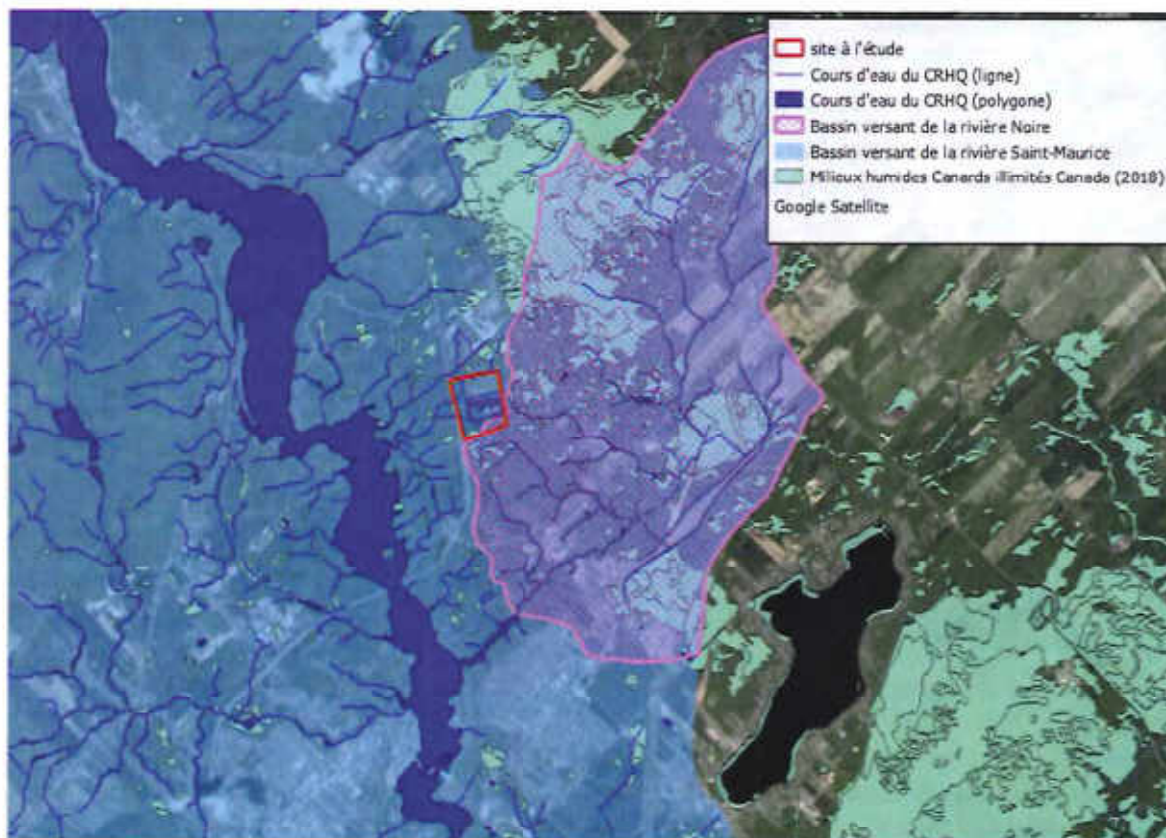 site à l'étude
Cours d'eau du CRHQ (ligne)
Cours d'eau du CRHQ (polygone)
Bassin versant de la rivière Noire
Bassin versant de la rivière Saint-Maurice
Milieux humides Canards illimités Canada (2018)
Google Satellite